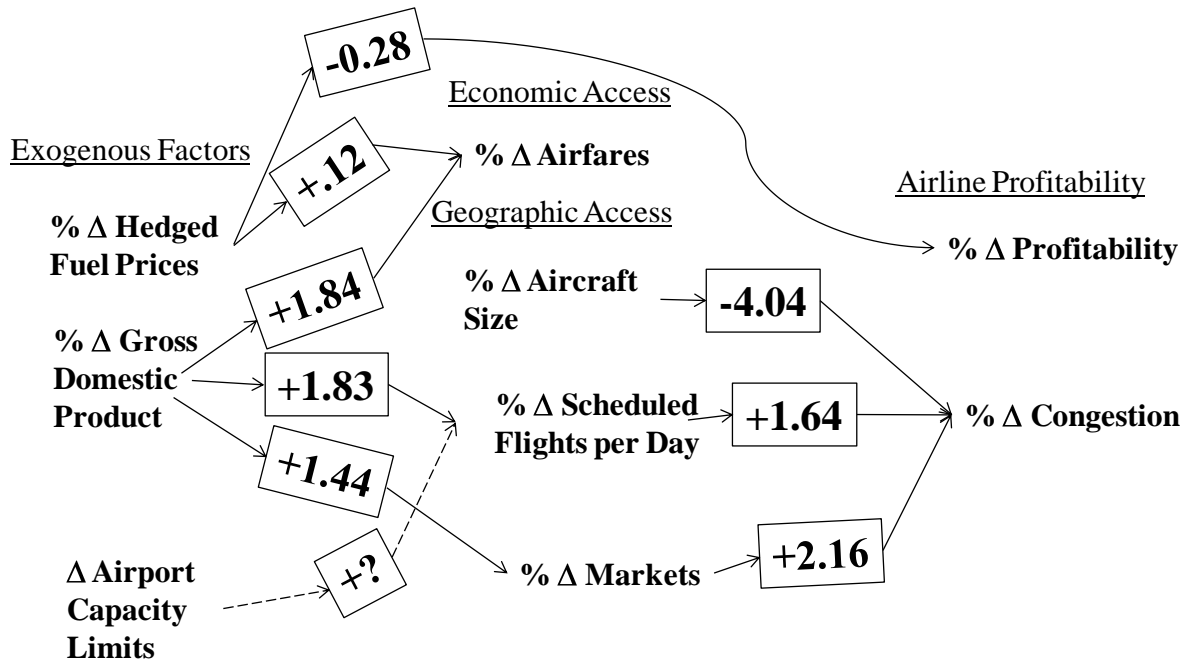 -0.28
Economic Access
Exogenous Factors
+.12
% Δ Airfares
Airline Profitability
Geographic Access
% Δ Hedged
Fuel Prices
% Δ Profitability
+1.84
% Δ Aircraft
Size
-4.04
% Δ Gross
Domestic
Product
+1.83
% Δ Scheduled
Flights per Day
+1.64
% Δ Congestion
+1.44
+?
% Δ Markets
+2.16
Δ Airport
Capacity
Limits